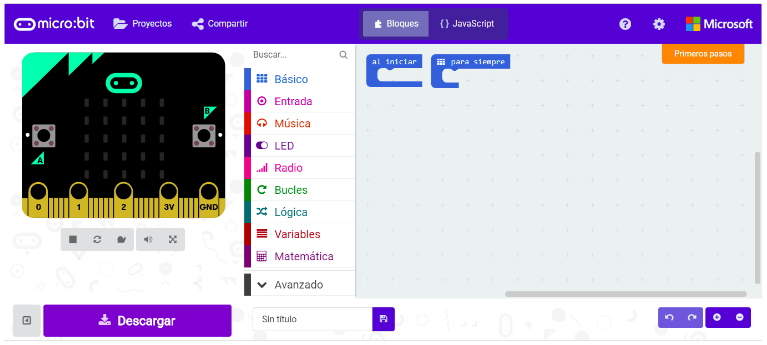 micro:bit Proyectos Compartir Bloques {} JavaScript Microsoft
Buscar...
Primeros pasos
al iniciar
para siempre
Básico
Entrada
Música
LED
Radio
Bucles
Lógica
Variables
Matemática
Avanzado
B
A
0 1 2 3V GND
Descargar
Sin título